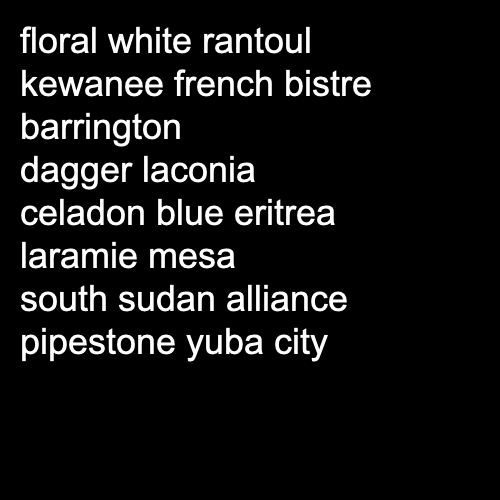 floral white rantoul
kewanee french bistre
barrington
dagger laconia
celadon blue eritrea
laramie mesa
south sudan alliance
pipestone yuba city